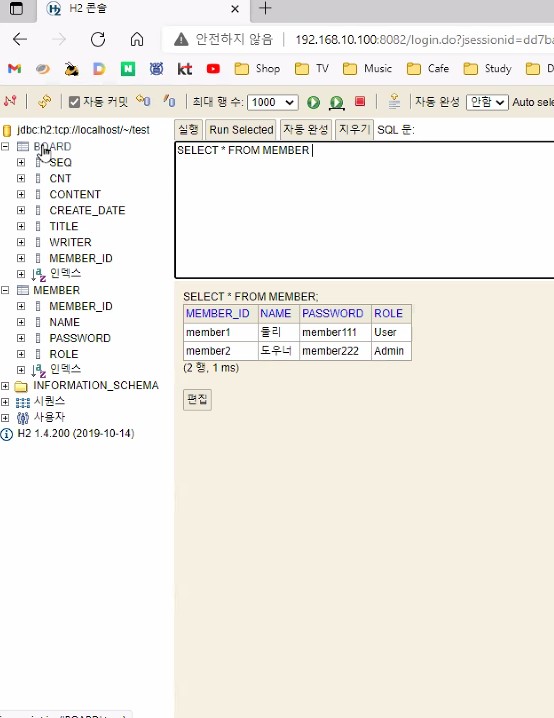 H2 콘솔
안전하지 않음 192.168.10.100:8082/login.do?jsessionid=dd7ba
kt Shop TV Music Cafe Study D
자동 커밋 최대 행 수: 1000 자동 완성 안함 Auto sele
jdbc:h2:tcp://localhost/~/test
실행 Run Selected 자동 완성 지우기 SQL 문:
BOARD
SEQ
CNT
CONTENT
CREATE_DATE
TITLE
WRITER
MEMBER_ID
인덱스
MEMBER
MEMBER_ID
NAME
PASSWORD
ROLE
인덱스
INFORMATION_SCHEMA
시퀀스
사용자
H2 1.4.200 (2019-10-14)
SELECT * FROM MEMBER
SELECT * FROM MEMBER;
MEMBER_ID NAME PASSWORD ROLE
member1 둘리 member111 User
member2 도우너 member222 Admin
(2 행, 1 ms)
편집